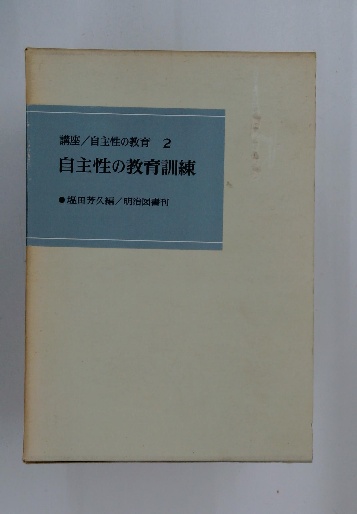 講座/自主性の教育 2
自主性の教育訓練
●塩田芳久編/明治図書刊